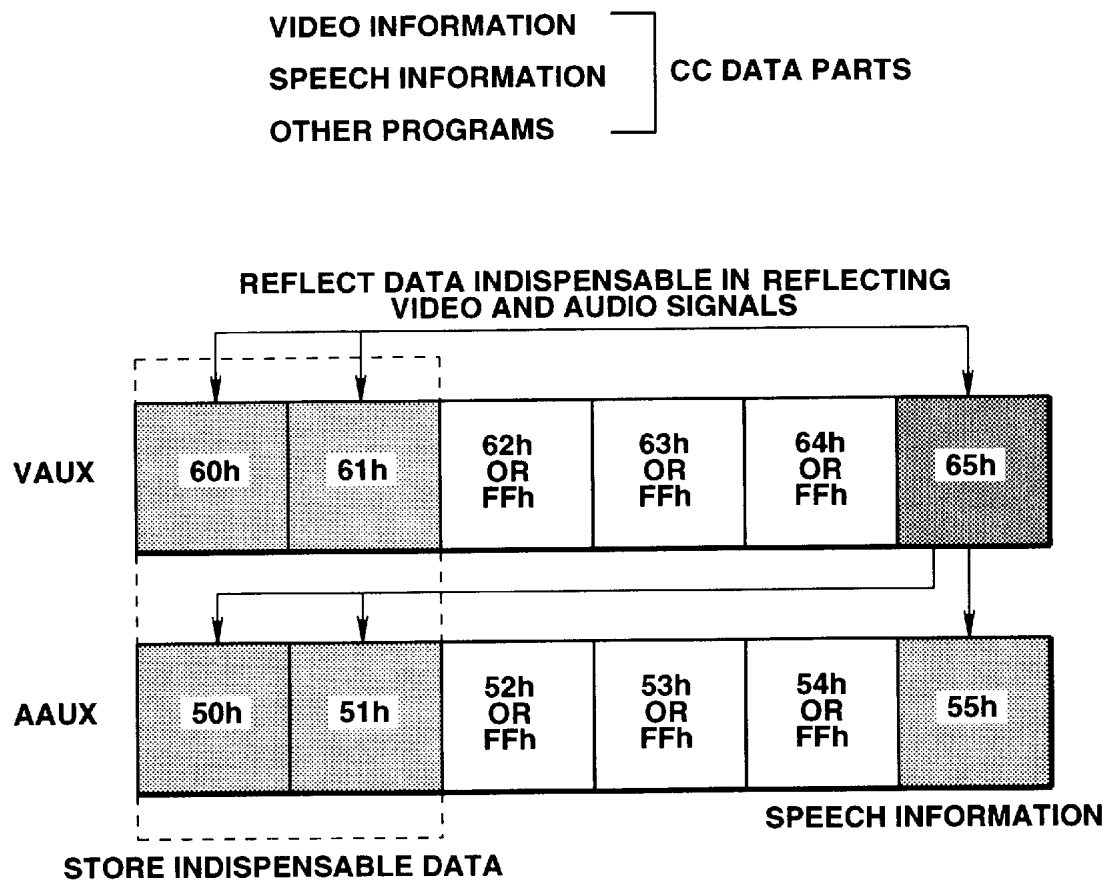 VIDEO INFORMATION
SPEECH INFORMATION
OTHER PROGRAMS
CC DATA PARTS
REFLECT DATA INDISPENSABLE IN REFLECTING
VIDEO AND AUDIO SIGNALS
VAUX
60h
61h
62h
OR
FFh
63h
OR
FFh
64h
OR
FFh
65h
AAUX
50h
51h
52h
OR
FFh
53h
OR
FFh
54h
OR
FFh
55h
SPEECH INFORMATION
STORE INDISPENSABLE DATA